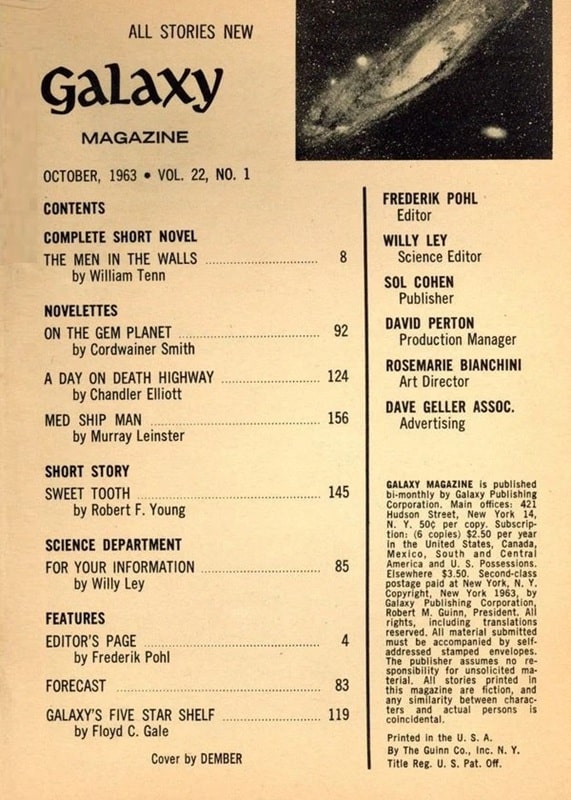 ALL STORIES NEW
Galaxy
MAGAZINE
OCTOBER, 1963 • VOL. 22, NO. 1
CONTENTS
COMPLETE SHORT NOVEL
THE MEN IN THE WALLS ........................ 8
by William Tenn
NOVELETTES
ON THE GEM PLANET ........................ 92
by Cordwainer Smith
A DAY ON DEATH HIGHWAY ........................ 124
by Chandler Elliott
MED SHIP MAN ........................ 156
by Murray Leinster
SHORT STORY
SWEET TOOTH ........................ 145
by Robert F. Young
SCIENCE DEPARTMENT
FOR YOUR INFORMATION ........................ 85
by Willy Ley
FEATURES
EDITOR'S PAGE ........................ 4
by Frederik Pohl
FORECAST ........................ 83
GALAXY'S FIVE STAR SHELF ........................ 119
by Floyd C. Gale
Cover by DEMBER
FREDERIK POHL
Editor
WILLY LEY
Science Editor
SOL COHEN
Publisher
DAVID PERTON
Production Manager
ROSEMARIE BIANCHINI
Art Director
DAVE GELLER ASSOC.
Advertising
GALAXY MAGAZINE is published
bi-monthly by Galaxy Publishing
Corporation. Main offices: 421
Hudson Street, New York 14,
N. Y. 50¢ per copy. Subscrip-
tion: (6 copies) $2.50 per year
in the United States, Canada,
Mexico, South and Central
America and U. S. Possessions.
Elsewhere $3.50. Second-class
postage paid at New York, N. Y.
Copyright, New York 1963, by
Galaxy Publishing Corporation,
Robert M. Guinn, President. All
rights, including translations
reserved. All material submitted
must be accompanied by self-
addressed stamped envelopes.
The publisher assumes no re-
sponsibility for unsolicited ma-
terial. All stories printed in
this magazine are fiction, and
any similarity between charac-
ters and actual persons is
coincidental.
Printed in the U. S. A.
By The Guinn Co., Inc. N. Y.
Title Reg. U. S. Pat. Off.